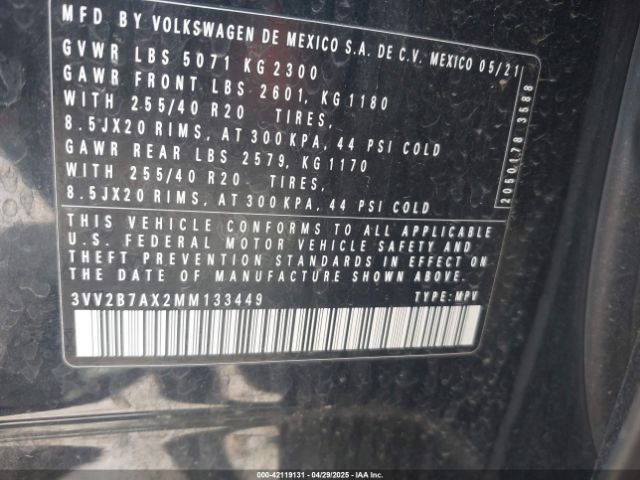 MFD BY VOLKSWAGEN DE MEXICO S.A. DE C.V. MEXICO 05/21
GVWR LBS 5071 KG 2300
GAWR FRONT LBS 2601, KG 1180
WITH 255/40 R20 TIRES,
8.5JX20 RIMS, AT 300 KPA, 44 PSI COLD
GAWR REAR LBS 2579, KG 1170
WITH 255/40 R20 TIRES,
8.5JX20 RIMS, AT 300 KPA, 44 PSI COLD
THIS VEHICLE CONFORMS TO ALL APPLICABLE
U.S. FEDERAL MOTOR VEHICLE SAFETY AND
THEFT PREVENTION STANDARDS IN EFFECT ON THE
DATE OF MANUFACTURE SHOWN ABOVE.
3VV2B7AX2MM133449 TYPE: MPV
2050178 3588
000-42119131 - 04/29/2025 - IAA Inc.